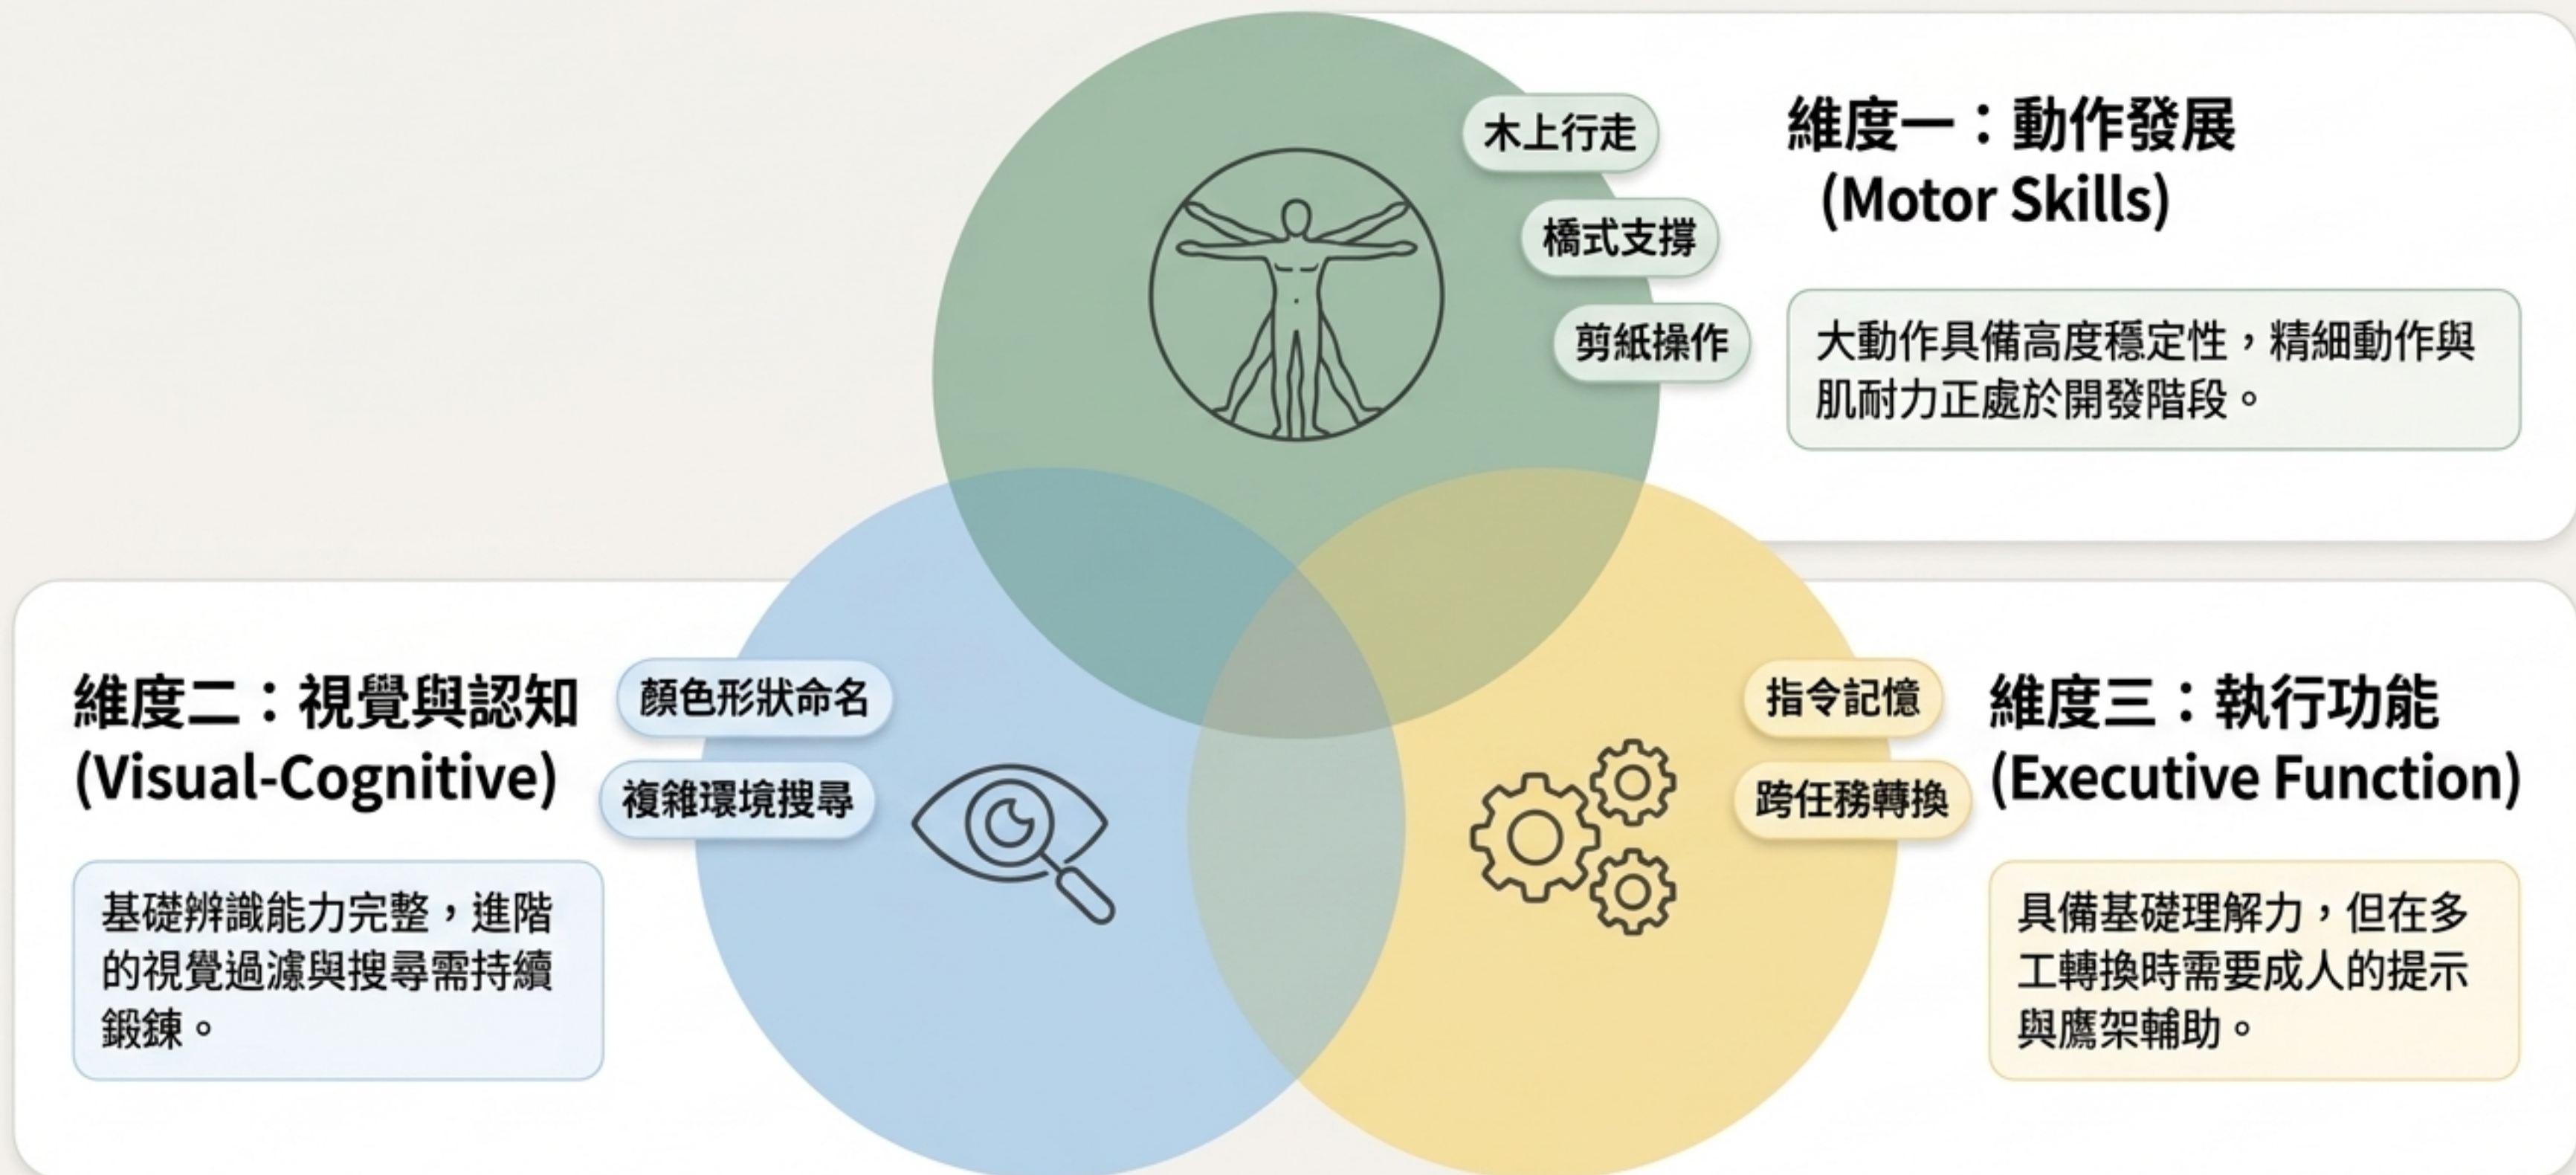 木上行走
橋式支撐
剪紙操作
維度一：動作發展
(Motor Skills)
大動作具備高度穩定性，精細動作與
肌耐力正處於開發階段。
維度二：視覺與認知
(Visual-Cognitive)
顏色形狀命名
複雜環境搜尋
基礎辨識能力完整，進階
的視覺過濾與搜尋需持續
鍛鍊。
指令記憶
跨任務轉換
維度三：執行功能
(Executive Function)
具備基礎理解力，但在多
工轉換時需要成人的提示
與鷹架輔助。